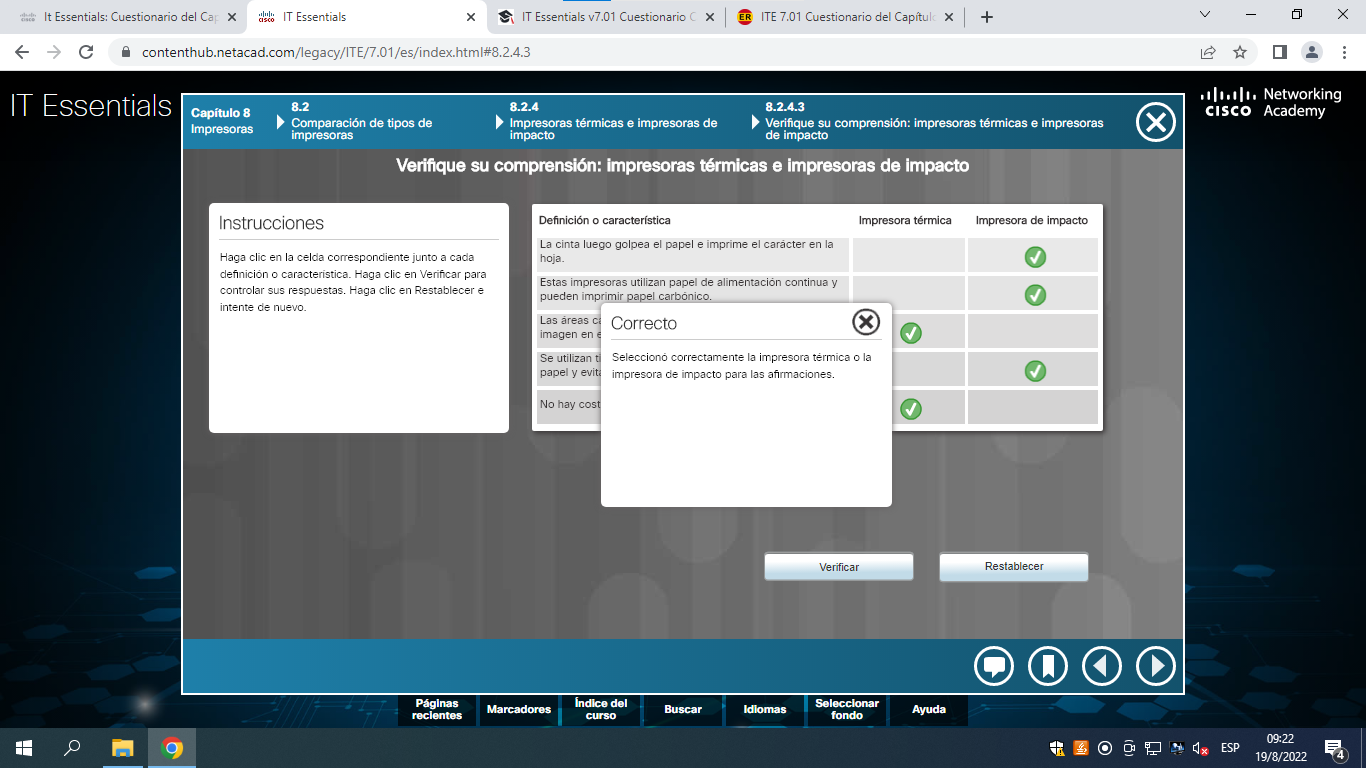 It Essentials: Cuestionario del Cap
IT Essentials
IT Essentials v7.01 Cuestionario C
ER
ITE 7.01 Cuestionario del Capítulo
contenthub.netacad.com/legacy/ITE/7.01/es/index.html#8.2.4.3
IT Essentials
Capítulo 8
Impresoras
8.2
Comparación de tipos de
impresoras
8.2.4
Impresoras térmicas e impresoras de
impacto
8.2.4.3
Verifique su comprensión: impresoras térmicas e impresoras
de impacto
CISCO
Networking
Academy
Verifique su comprensión: impresoras térmicas e impresoras de impacto
Instrucciones
Haga clic en la celda correspondiente junto a cada
definición o característica. Haga clic en Verificar para
controlar sus respuestas. Haga clic en Restablecer e
intente de nuevo.
Definición o característica
Impresora térmica
Impresora de impacto
La cinta luego golpea el papel e imprime el carácter en la
hoja.
Estas impresoras utilizan papel de alimentación continua y
pueden imprimir papel carbónico.
Las áreas ca
imagen en e
Se utilizan ti
papel y evita
No hay cost
Correcto
Seleccionó correctamente la impresora térmica o la
impresora de impacto para las afirmaciones.
Verificar
Restablecer
Páginas
recientes
Marcadores
Índice del
curso
Buscar
Idiomas
Seleccionar
fondo
Ayuda
ESP
09:22
19/8/2022
4